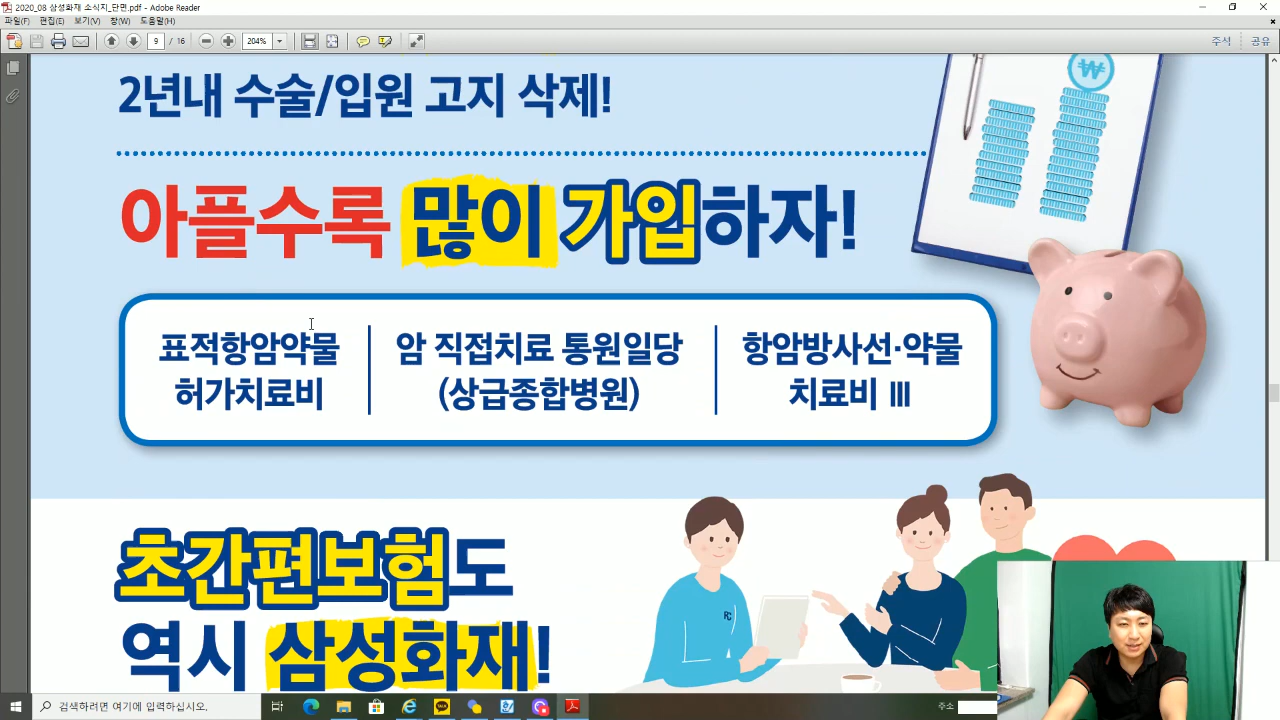 2020_08 삼성화재 소식지_단면.pdf - Adobe Reader
파일(F) 편집(E) 보기(V) 창(W) 도움말(H)
9 / 16 204% 주석 공유
2년내 수술/입원 고지 삭제!
아플수록 많이 가입하자!
표적항암약물
허가치료비
암 직접치료 통원일당
(상급종합병원)
항암방사선·약물
치료비 Ⅲ
초간편보험도
역시 삼성화재!
RC
검색하려면 여기에 입력하십시오.
TALK
주소